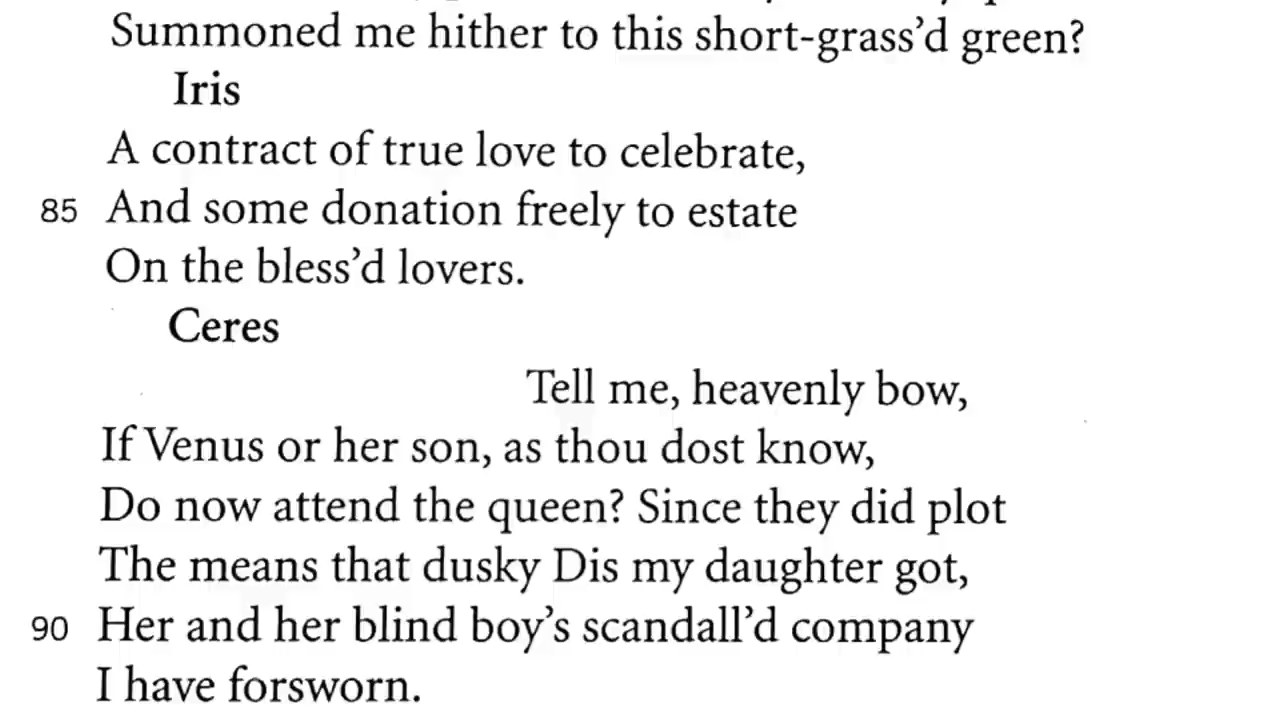 Summoned me hither to this short-grass’d green?
Iris
A contract of true love to celebrate,
85 And some donation freely to estate
On the bless’d lovers.
Ceres
Tell me, heavenly bow,
If Venus or her son, as thou dost know,
Do now attend the queen? Since they did plot
The means that dusky Dis my daughter got,
90 Her and her blind boy’s scandall’d company
I have forsworn.